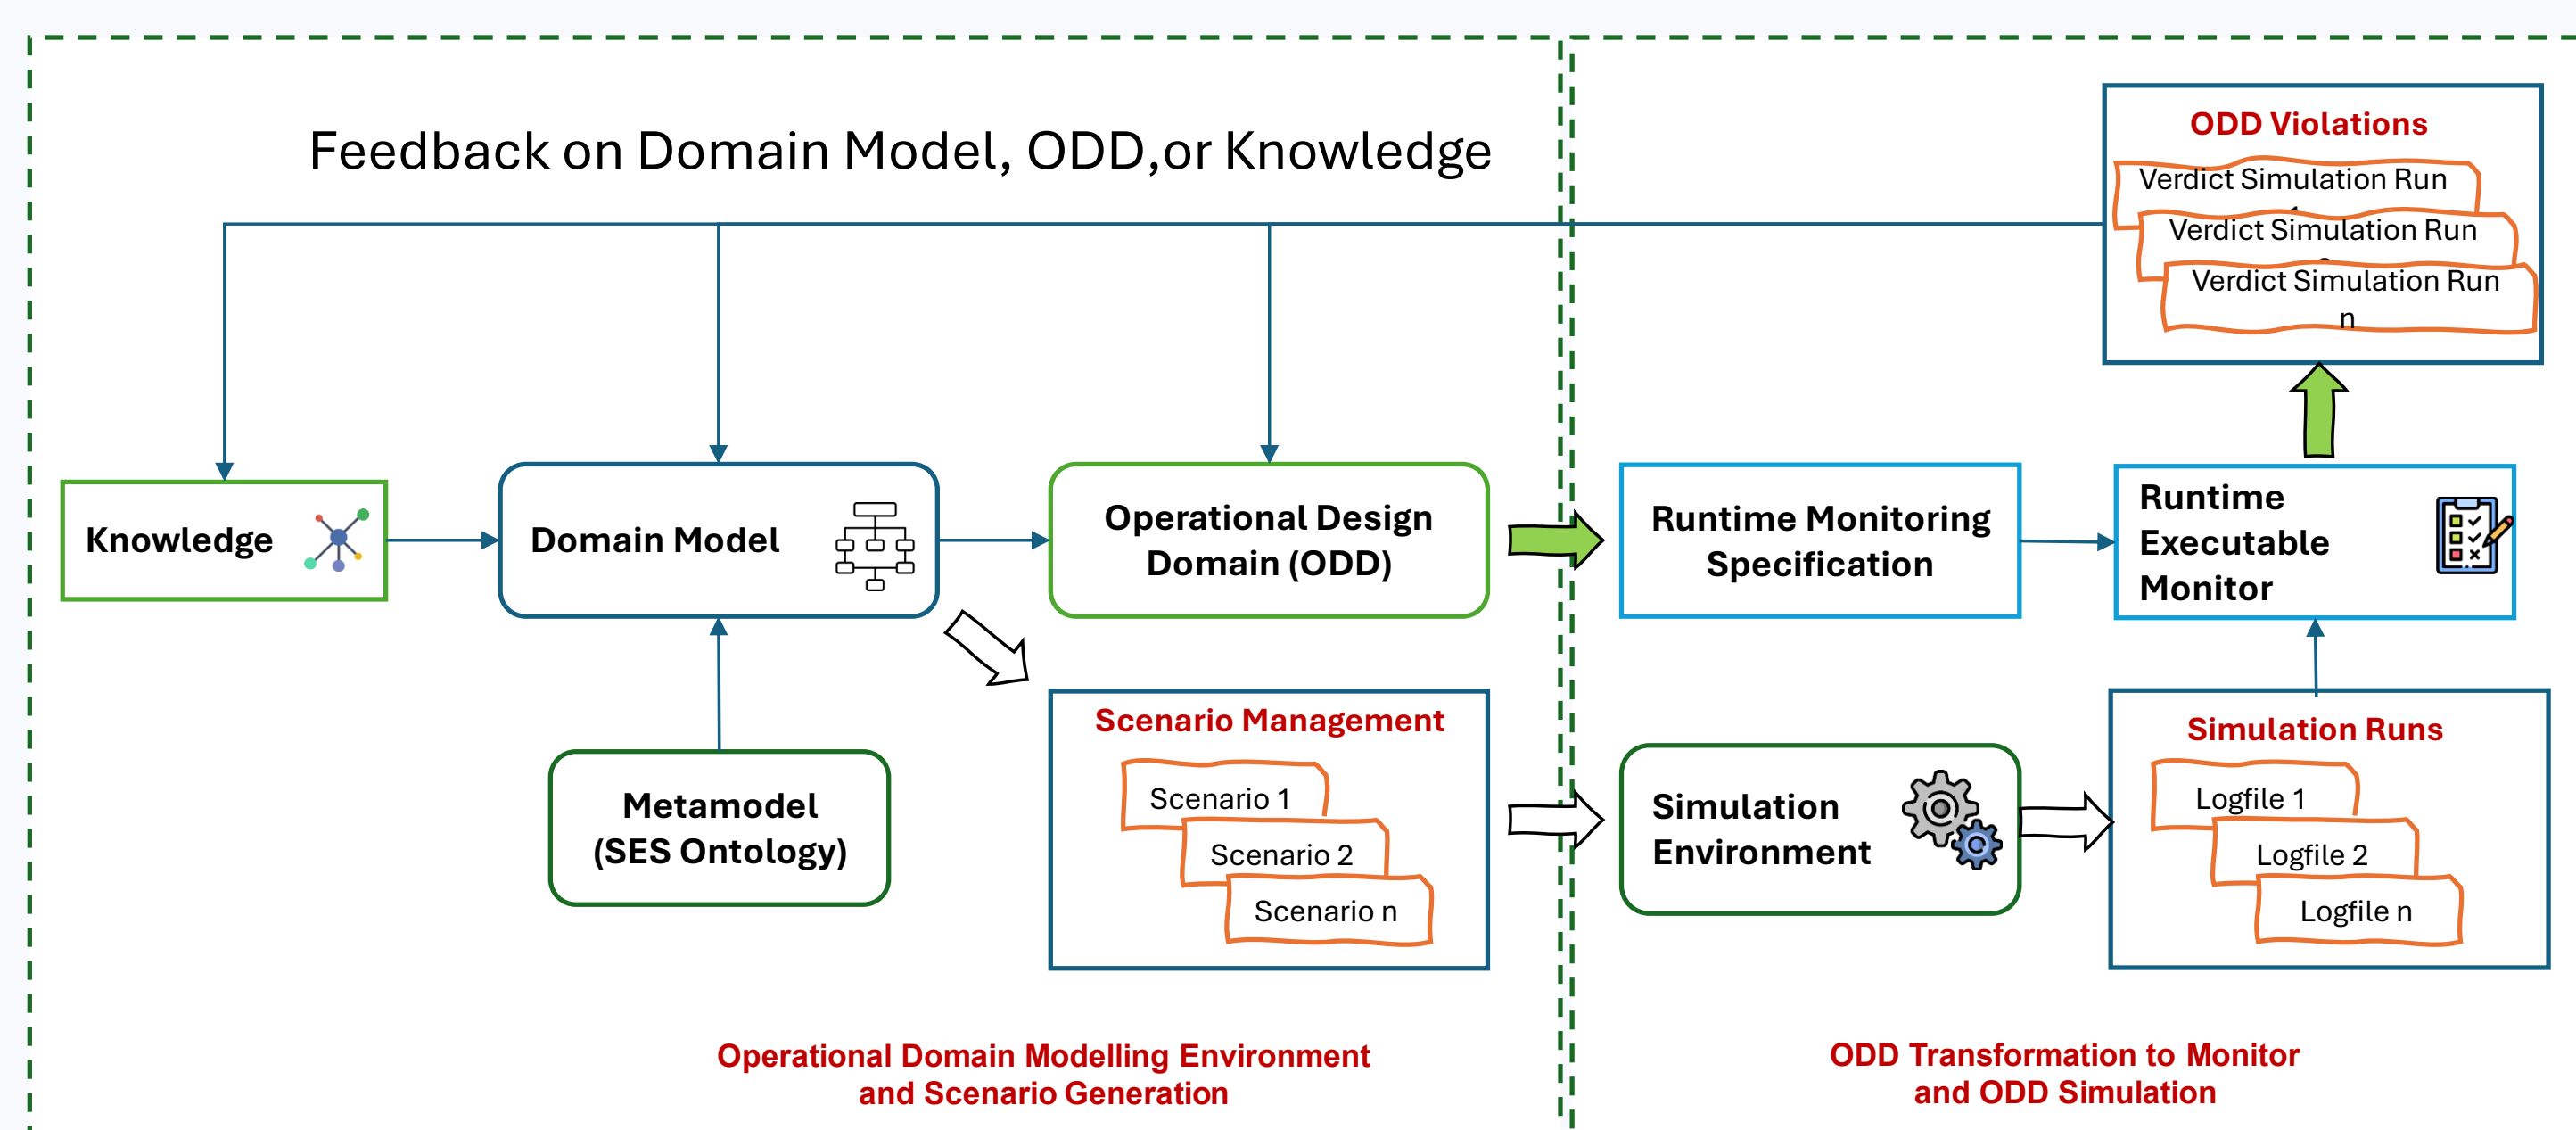 Feedback on Domain Model, ODD,or Knowledge
ODD Violations
Verdict Simulation Run
Verdict Simulation Run
Verdict Simulation Run
n
Knowledge
Domain Model
Operational Design
Domain (ODD)
Runtime Monitoring
Specification
Runtime
Executable
Monitor
Metamodel
(SES Ontology)
Scenario Management
Scenario 1
Scenario 2
Scenario n
Simulation
Environment
Simulation Runs
Logfile 1
Logfile 2
Logfile n
Operational Domain Modelling Environment
and Scenario Generation
ODD Transformation to Monitor
and ODD Simulation